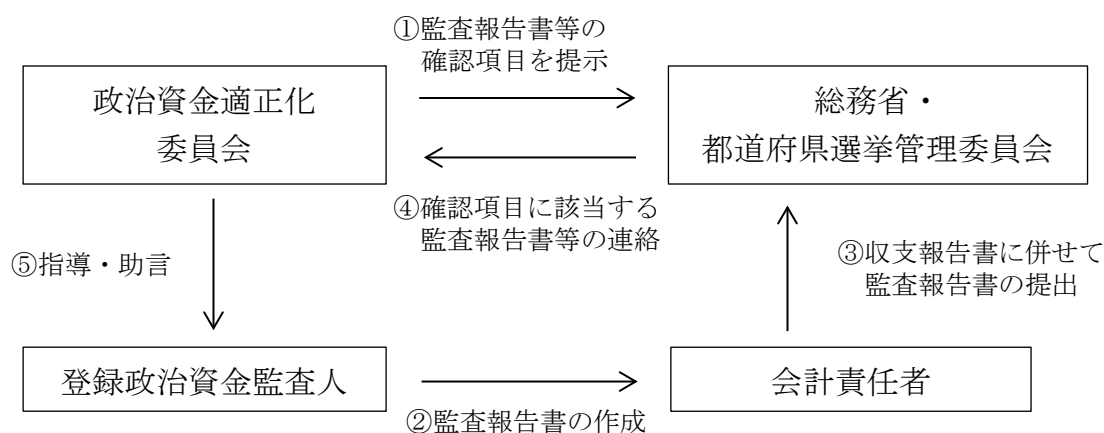 ①監査報告書等の
確認項目を提示
政治資金適正化
委員会
総務省・
都道府県選挙管理委員会
④確認項目に該当する
監査報告書等の連絡
⑤指導・助言
③収支報告書に併せて
監査報告書の提出
登録政治資金監査人
会計責任者
②監査報告書の作成